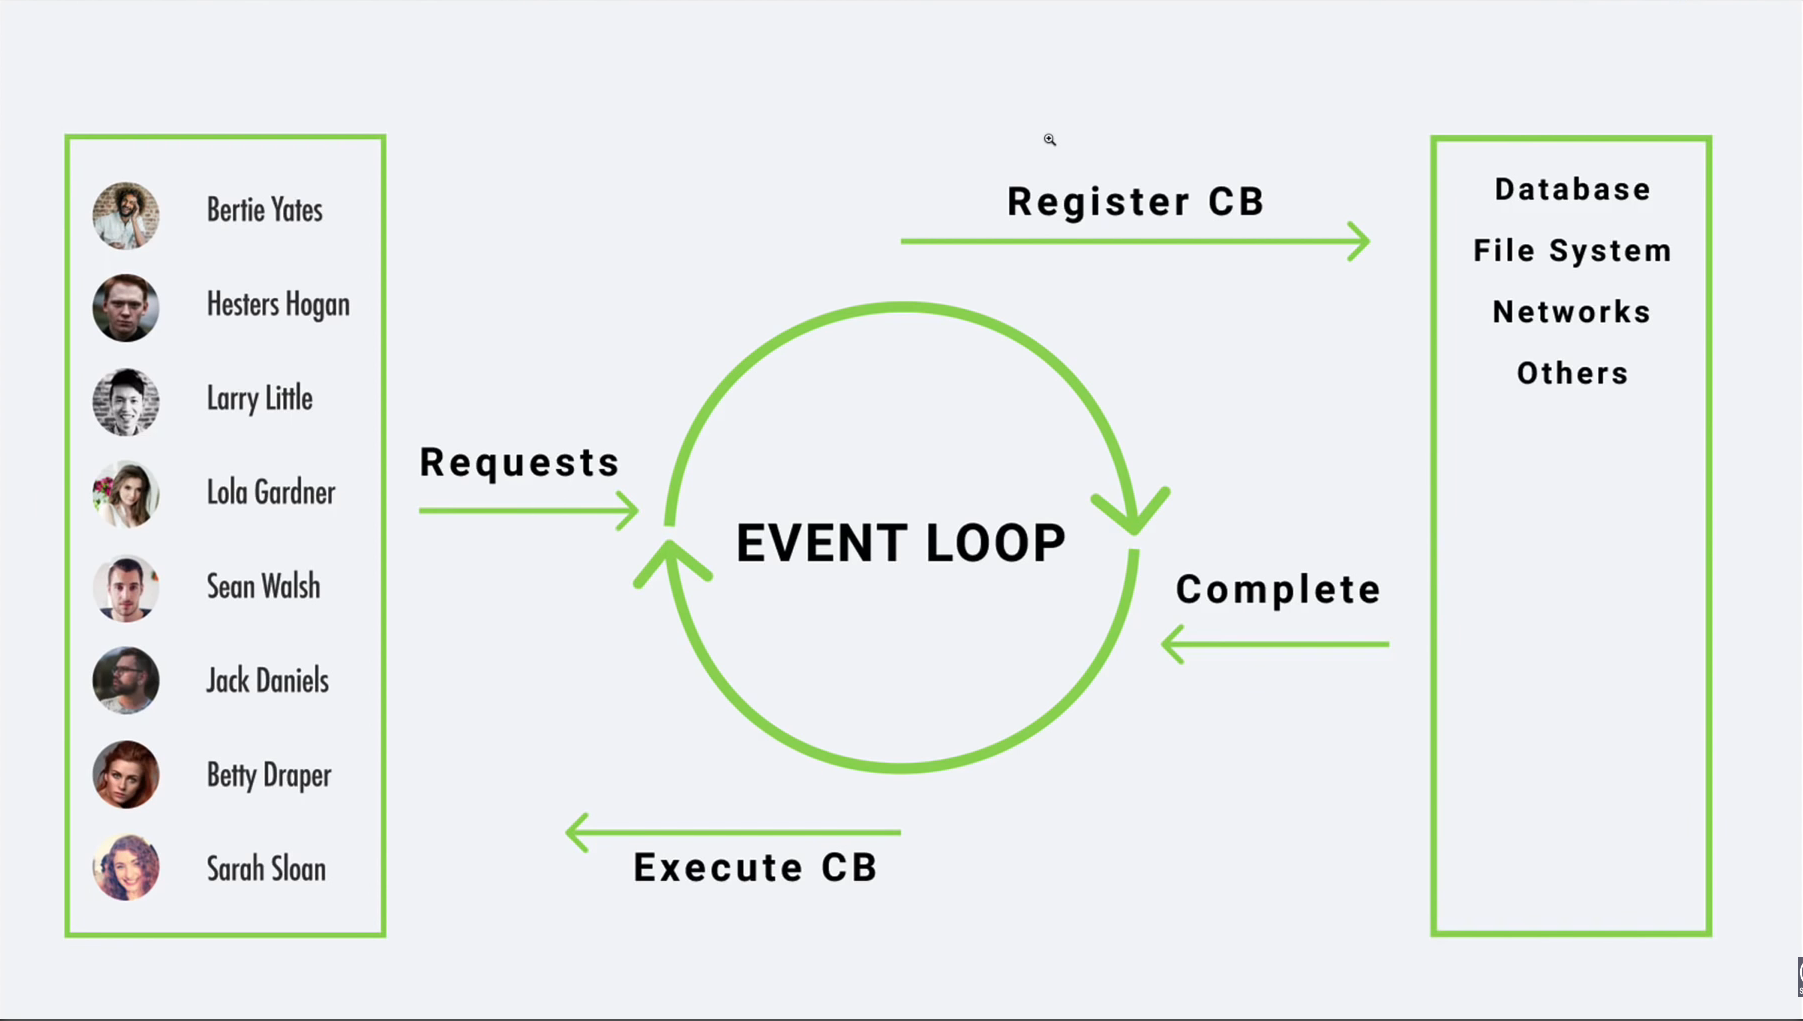 Bertie Yates
Hesters Hogan
Larry Little
Lola Gardner
Sean Walsh
Jack Daniels
Betty Draper
Sarah Sloan
Requests
Register CB
EVENT LOOP
Complete
Execute CB
Database
File System
Networks
Others